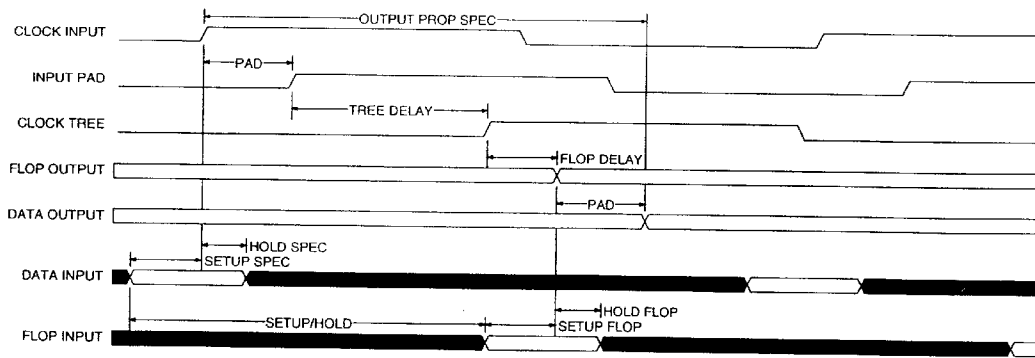 OUTPUT PROP SPEC
CLOCK INPUT
PAD
INPUT PAD
TREE DELAY
CLOCK TREE
FLOP DELAY
FLOP OUTPUT
PAD
DATA OUTPUT
HOLD SPEC
SETUP SPEC
DATA INPUT
HOLD FLOP
SETUP/HOLD
SETUP FLOP
FLOP INPUT